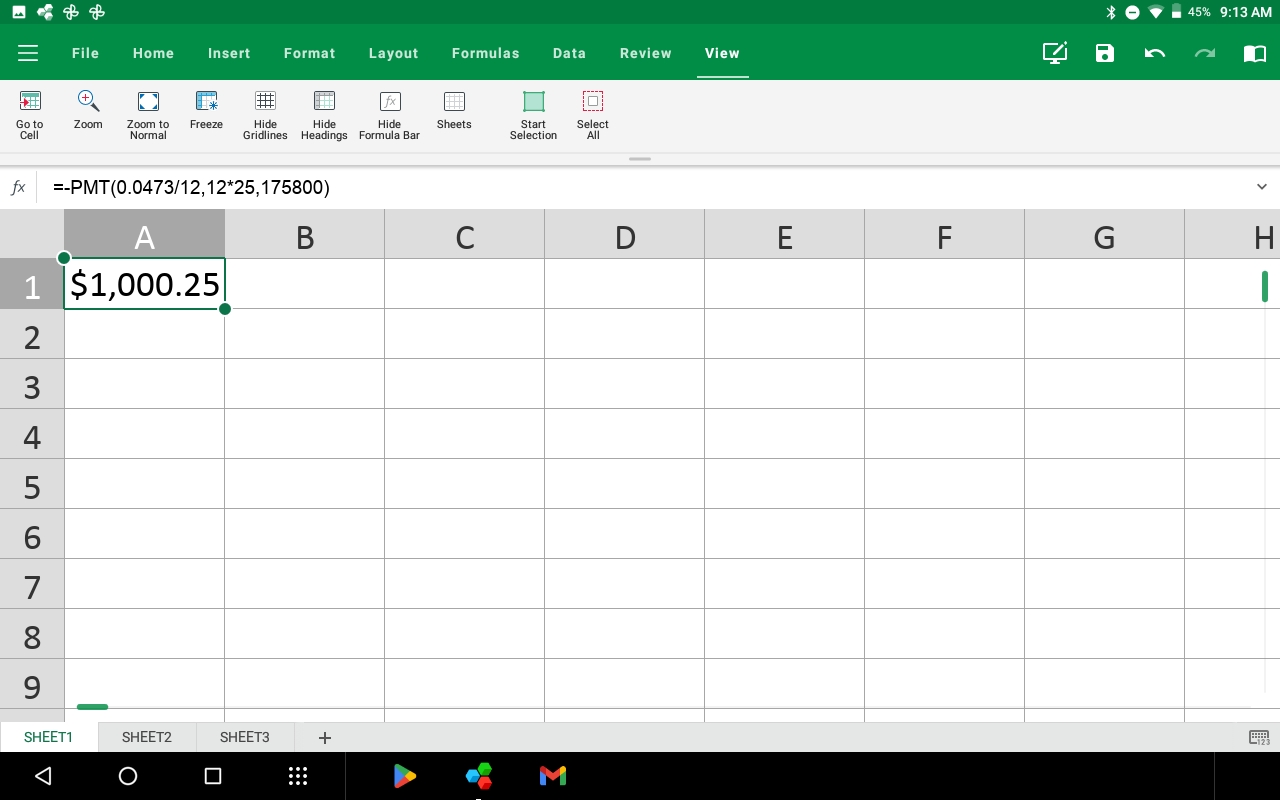 45% 9:13 AM
File Home Insert Format Layout Formulas Data Review View
Go to Cell Zoom Zoom to Normal Freeze Hide Gridlines Hide Headings Hide Formula Bar Sheets Start Selection Select All
fx =-PMT(0.0473/12,12*25,175800)
A B C D E F G H
1 $1,000.25
2
3
4
5
6
7
8
9
SHEET1 SHEET2 SHEET3 +